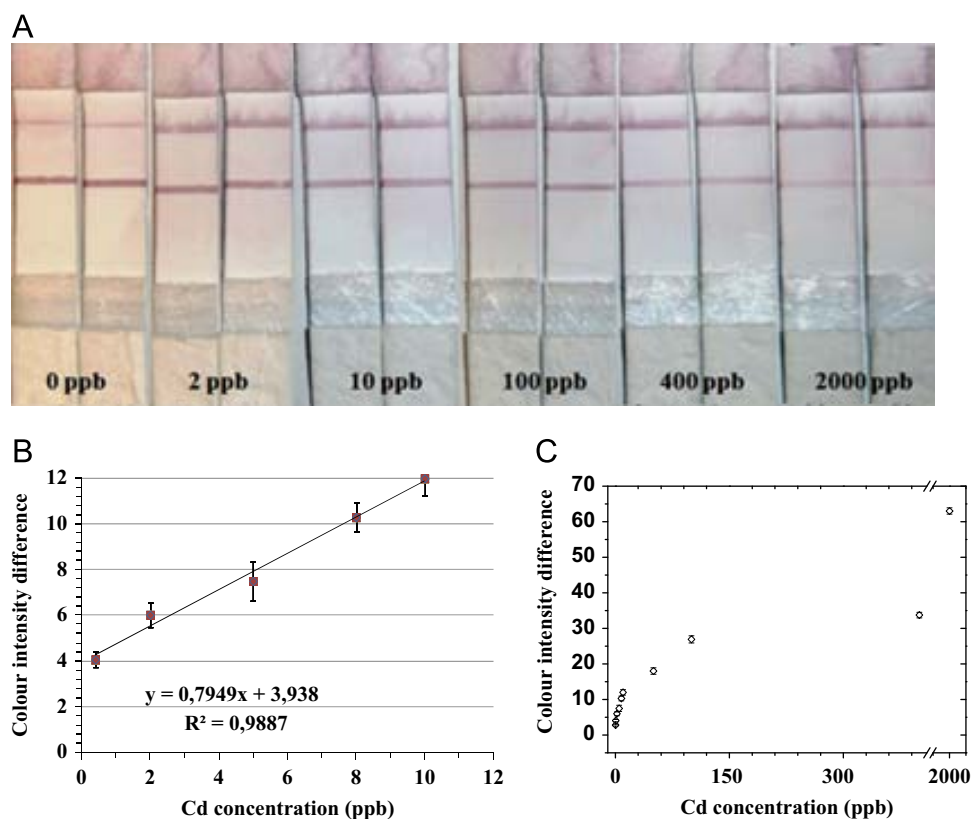 A
0 ppb
2 ppb
10 ppb
100 ppb
400 ppb
2000 ppb
B
Colour intensity difference
12
10
8
6
4
2
0
y = 0,7949x + 3,938
R² = 0,9887
0 2 4 6 8 10 12
Cd concentration (ppb)
C
Colour intensity difference
70
60
50
40
30
20
10
0
0 150 300 2000
Cd concentration (ppb)